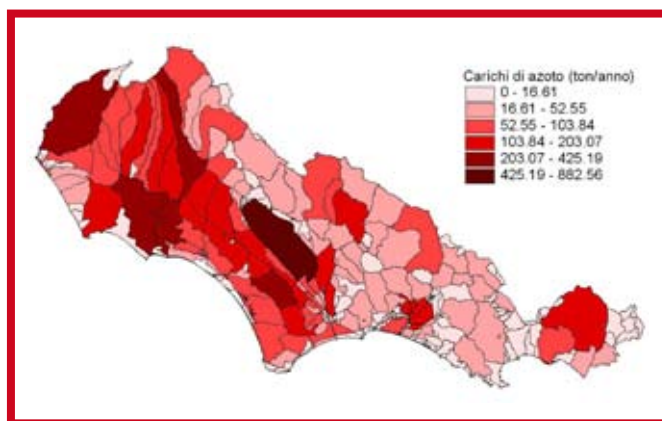 Carichi di azoto (ton/anno)
0 - 16.61
16.61 - 52.55
52.55 - 103.84
103.84 - 203.07
203.07 - 425.19
425.19 - 882.56